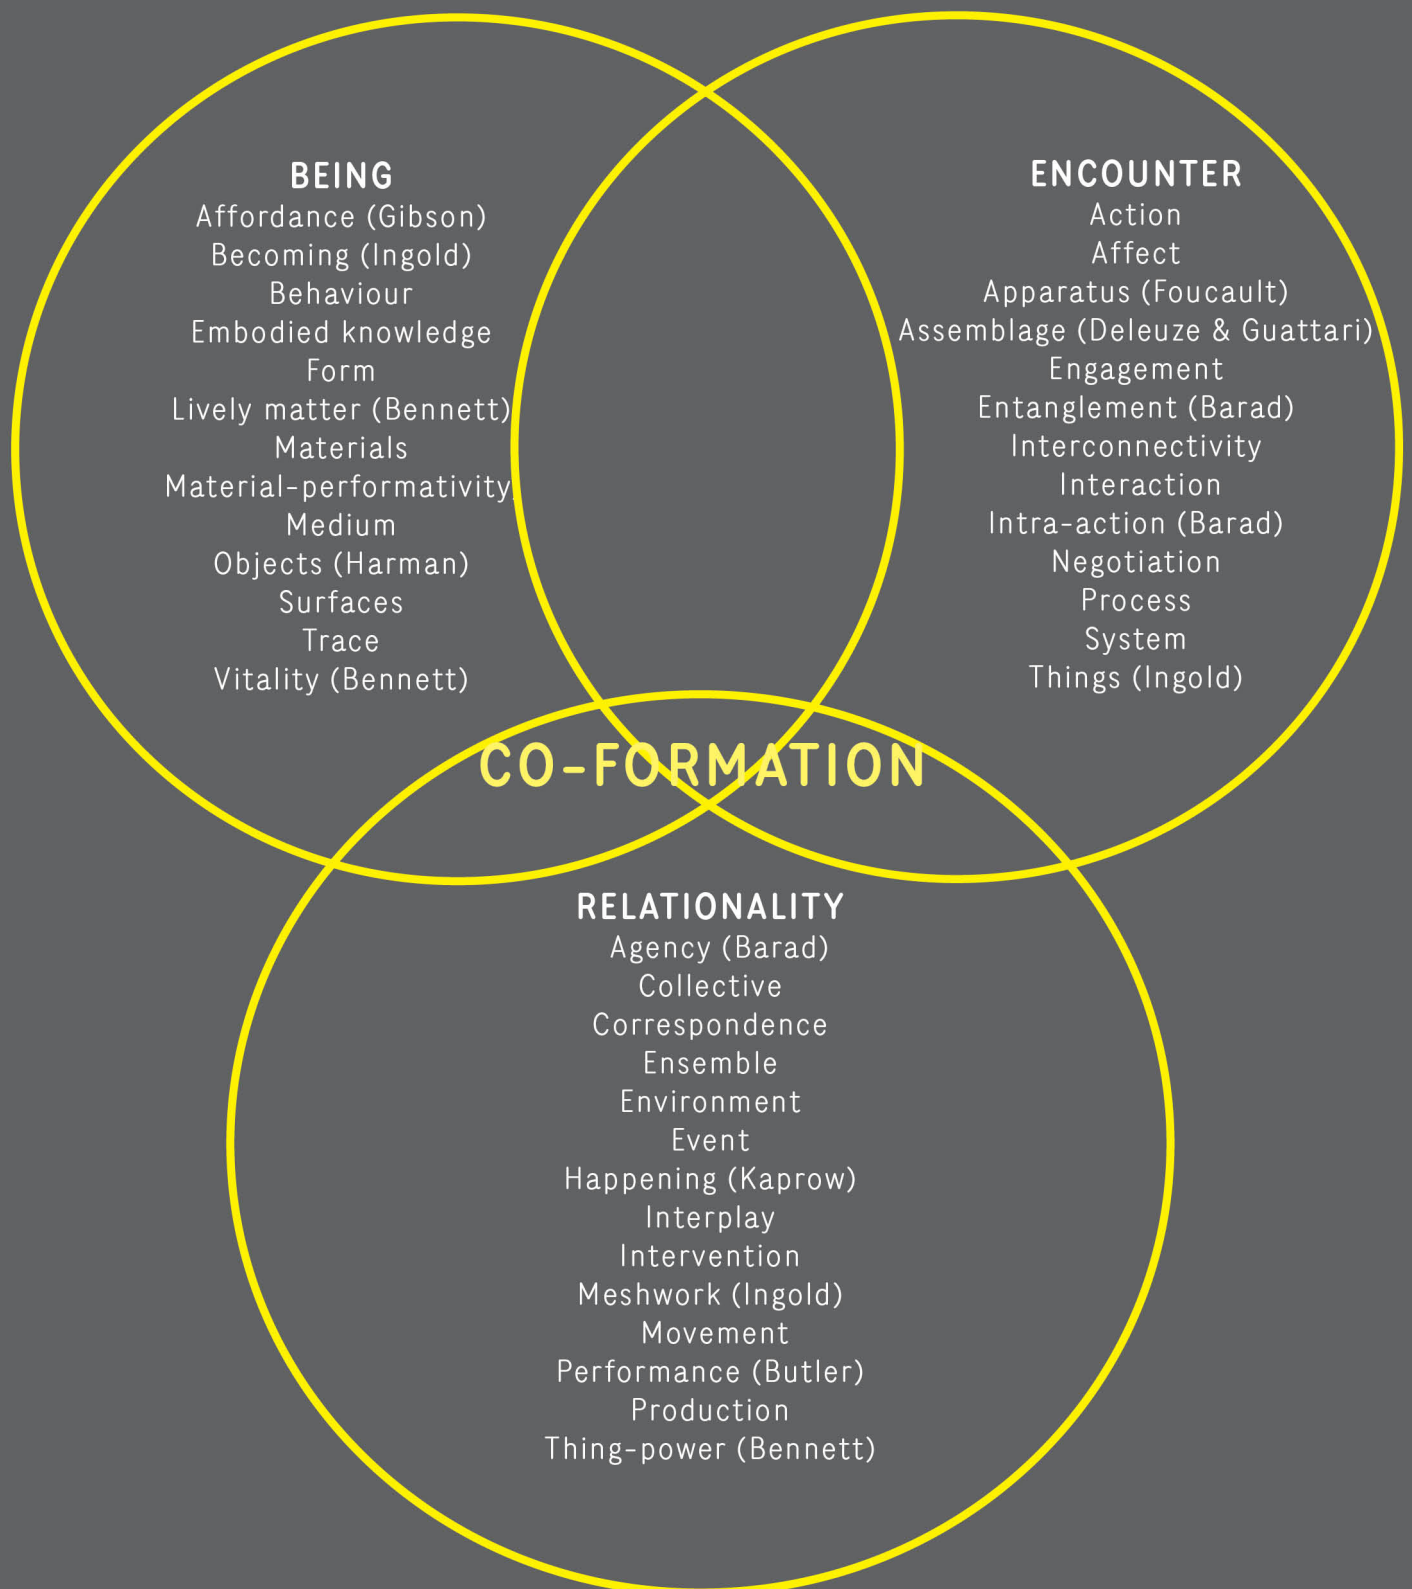 BEING
Affordance (Gibson)
Becoming (Ingold)
Behaviour
Embodied knowledge
Form
Lively matter (Bennett)
Materials
Material-performativity
Medium
Objects (Harman)
Surfaces
Trace
Vitality (Bennett)
ENCOUNTER
Action
Affect
Apparatus (Foucault)
Assemblage (Deleuze & Guattari)
Engagement
Entanglement (Barad)
Interconnectivity
Interaction
Intra-action (Barad)
Negotiation
Process
System
Things (Ingold)
CO-FORMATION
RELATIONALITY
Agency (Barad)
Collective
Correspondence
Ensemble
Environment
Event
Happening (Kaprow)
Interplay
Intervention
Meshwork (Ingold)
Movement
Performance (Butler)
Production
Thing-power (Bennett)